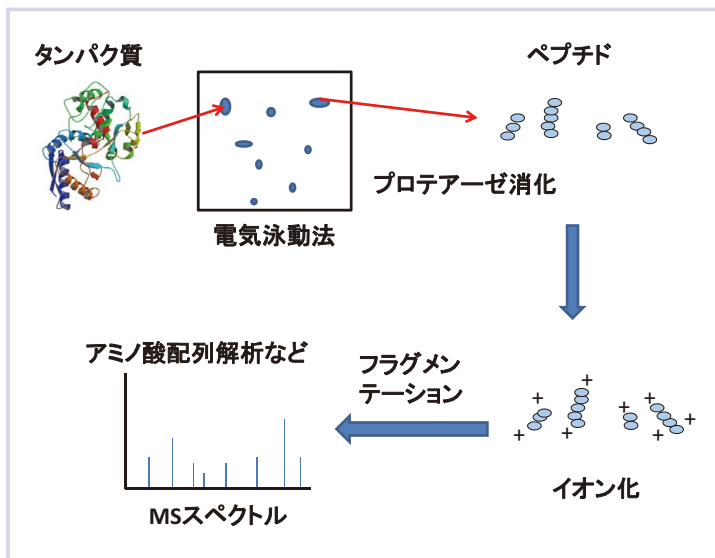 タンパク質
ペプチド
プロテアーゼ消化
電気泳動法
アミノ酸配列解析など
フラグメン
テーション
+
+
+
+
+
+
+
イオン化
MSスペクトル